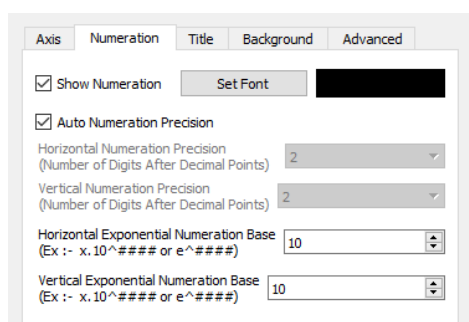 Axis Numeration Title Background Advanced
Show Numeration Set Font
Auto Numeration Precision
Horizontal Numeration Precision
(Number of Digits After Decimal Points) 2
Vertical Numeration Precision
(Number of Digits After Decimal Points) 2
Horizontal Exponential Numeration Base
(Ex :- x.10^#### or e^####) 10
Vertical Exponential Numeration Base
(Ex :- x.10^#### or e^####) 10